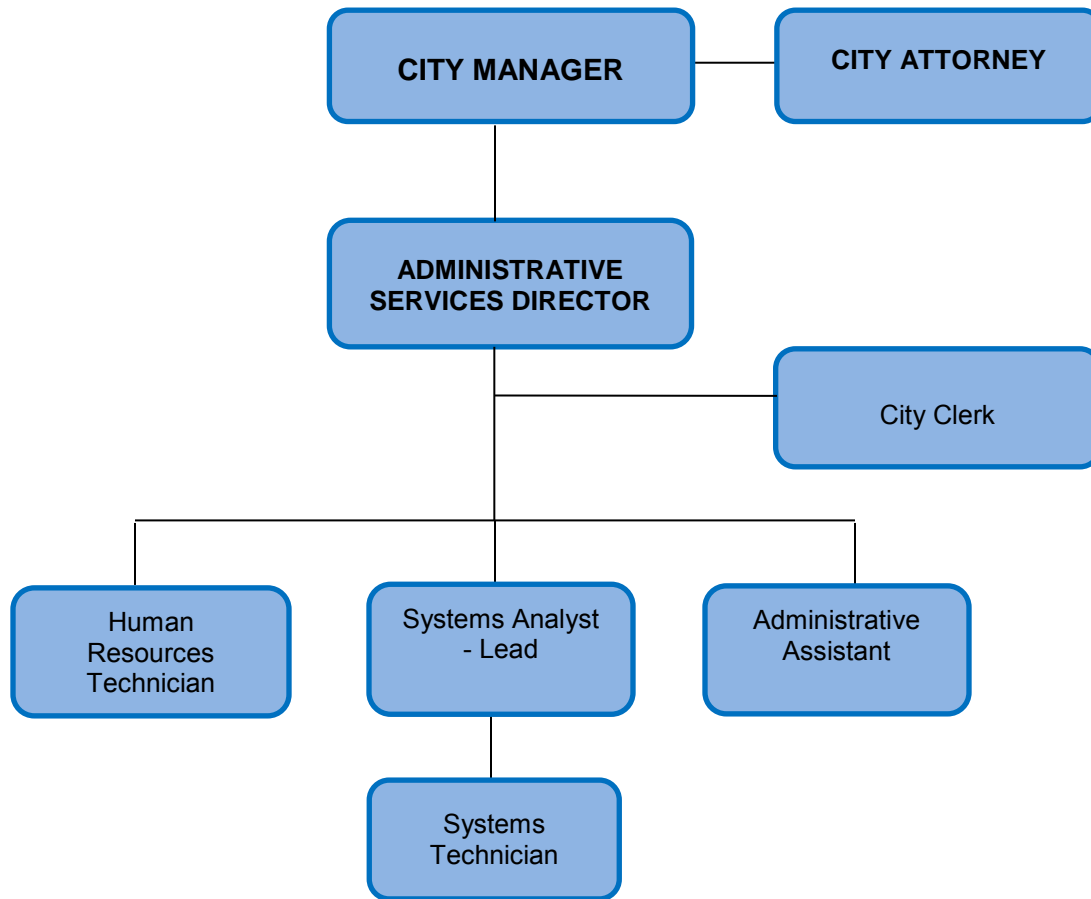 CITY MANAGER
CITY ATTORNEY
ADMINISTRATIVE
SERVICES DIRECTOR
City Clerk
Human
Resources
Technician
Systems Analyst
- Lead
Administrative
Assistant
Systems
Technician